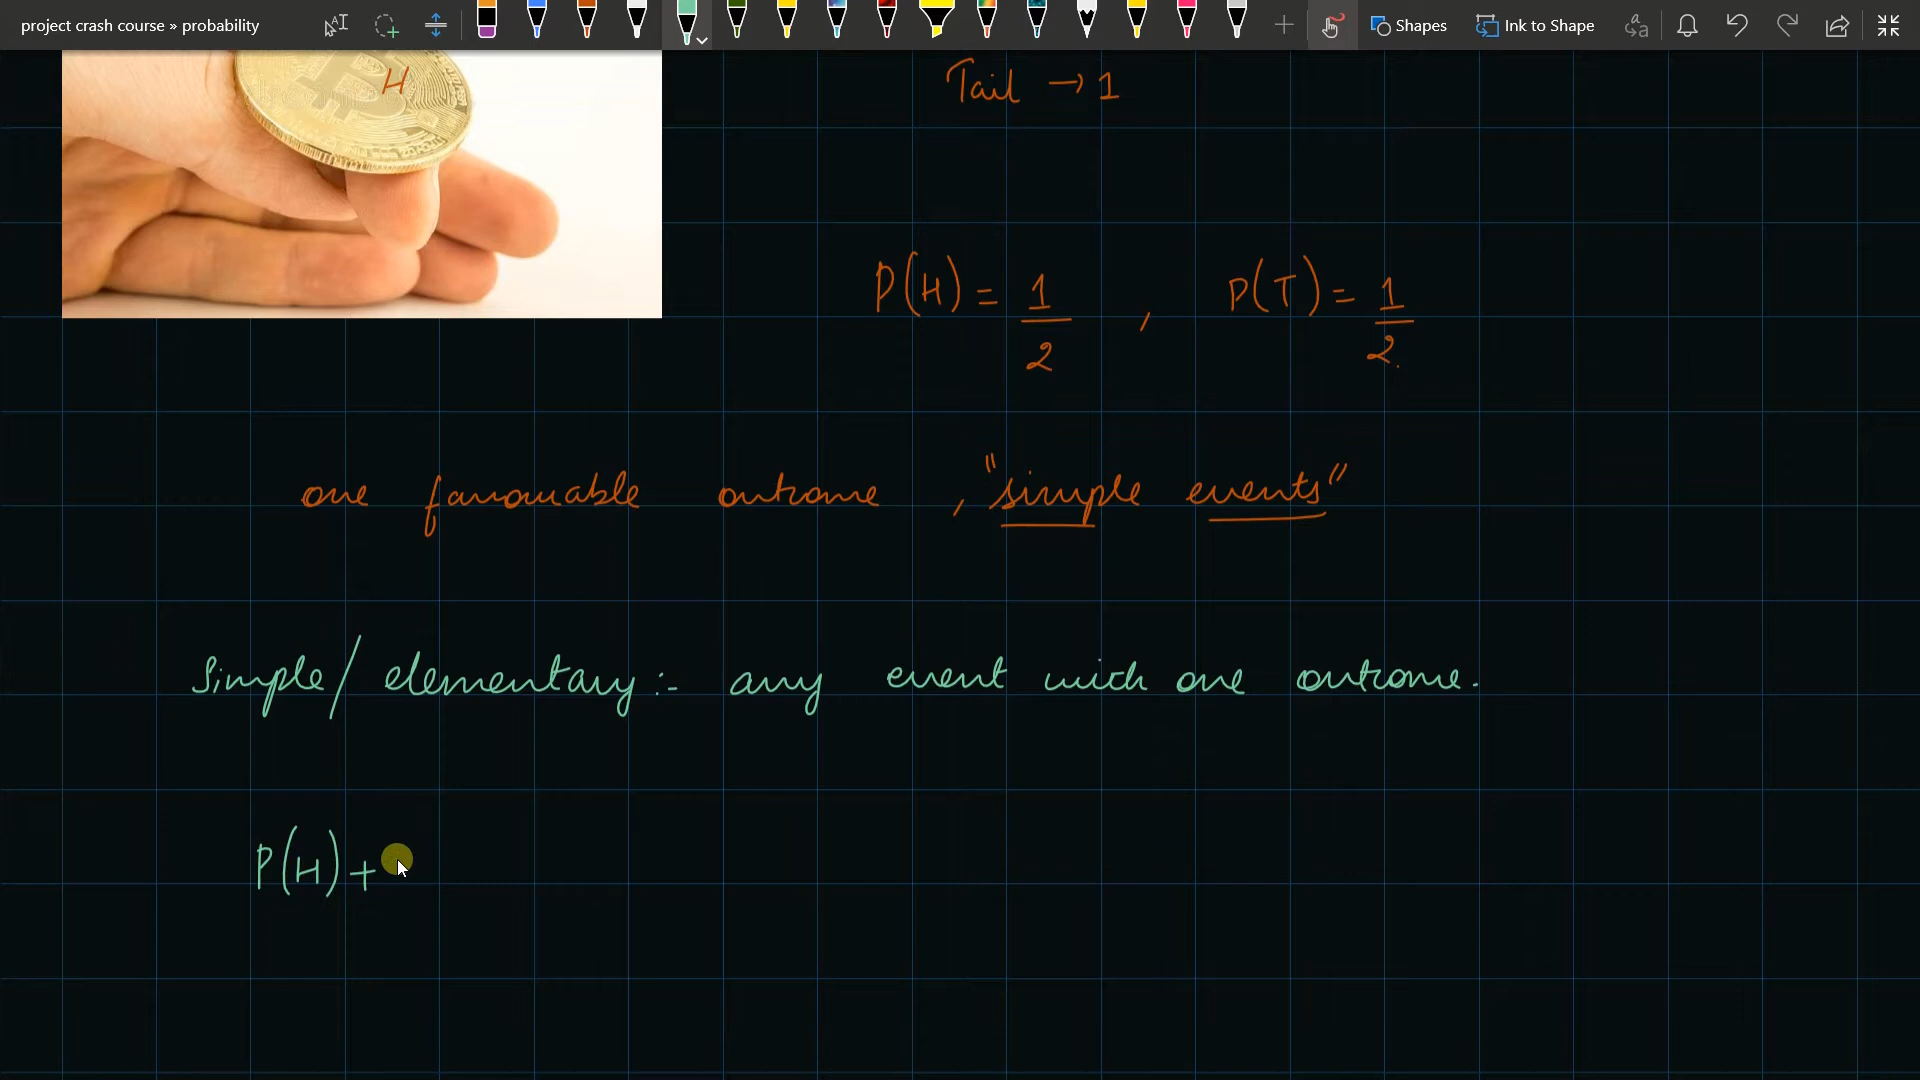 project crash course » probability
Shapes
Ink to Shape
H
Tail → 1
P(H) = 1/2 , P(T) = 1/2
one favourable outcome , "simple events"
Simple/elementary :- any event with one outcome.
P(H) +